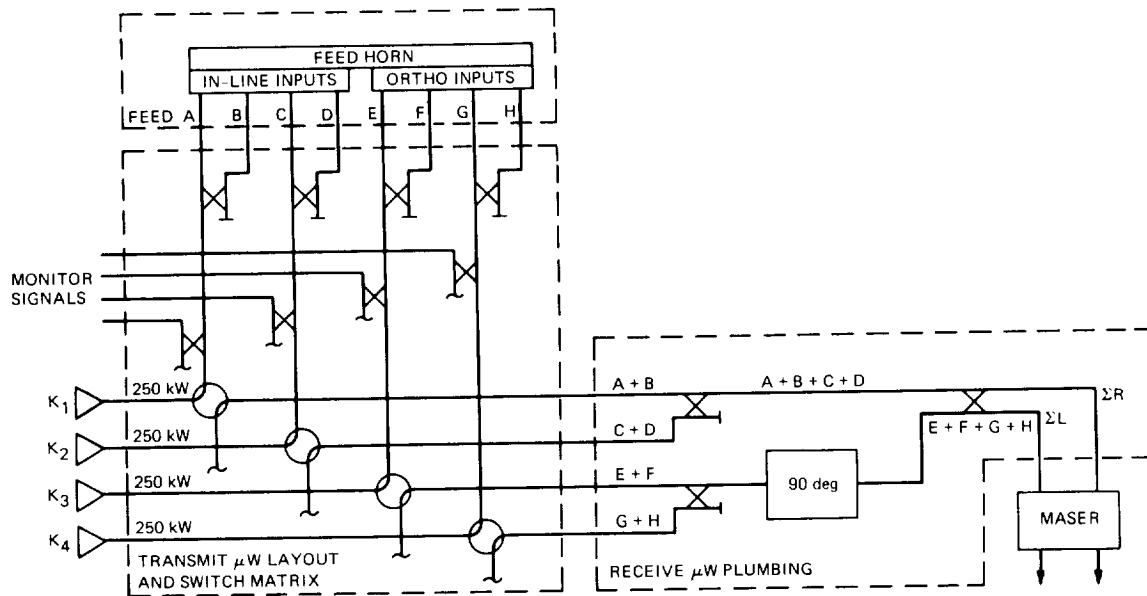 FEED HORN
IN-LINE INPUTS
ORTHO INPUTS
FEED
A
B
C
D
E
F
G
H
MONITOR
SIGNALS
K1
250 kW
K2
250 kW
K3
250 kW
K4
250 kW
TRANSMIT μW LAYOUT
AND SWITCH MATRIX
A + B
A + B + C + D
C + D
E + F + G + H
ΣL
ΣR
E + F
90 deg
G + H
MASER
RECEIVE μW PLUMBING